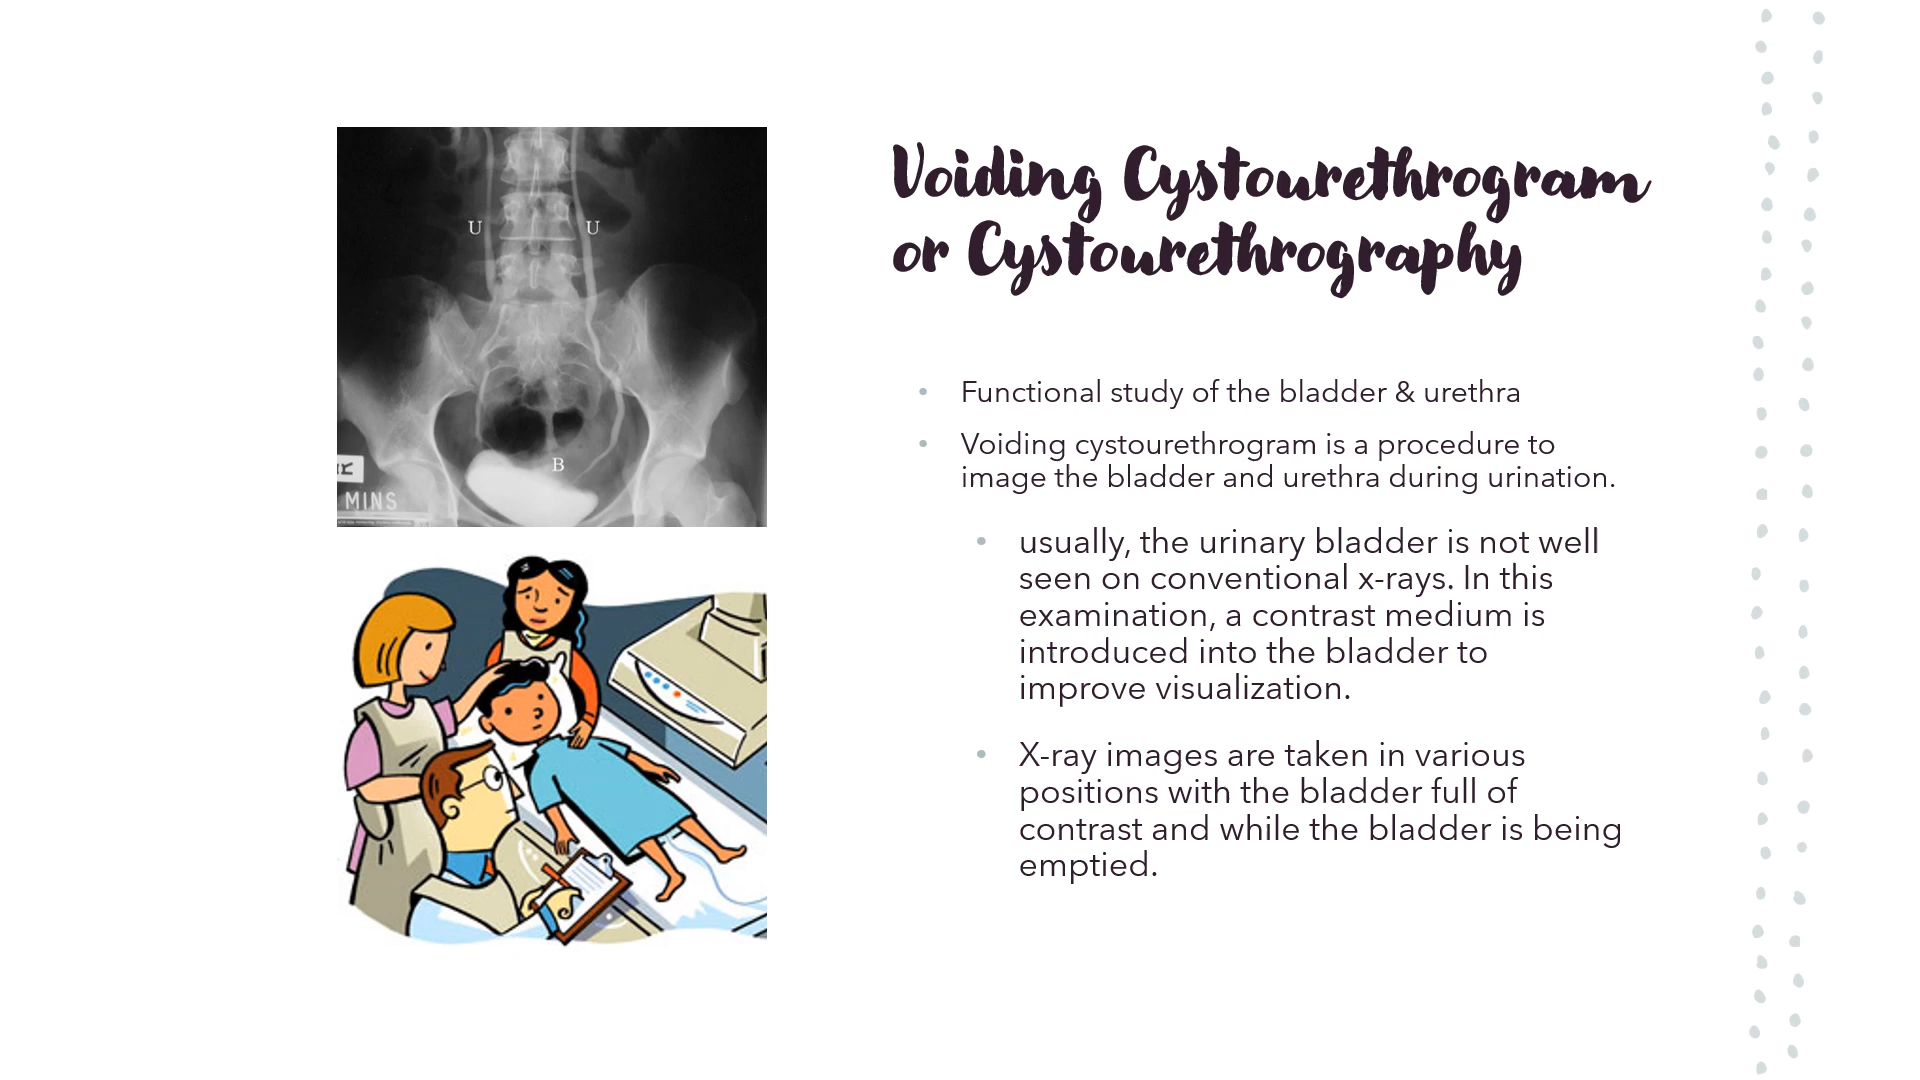 Voiding Cystourethrogram
or Cystourethrography
U
U
B
R
MINS
• Functional study of the bladder & urethra
• Voiding cystourethrogram is a procedure to
image the bladder and urethra during urination.
• usually, the urinary bladder is not well
seen on conventional x-rays. In this
examination, a contrast medium is
introduced into the bladder to
improve visualization.
• X-ray images are taken in various
positions with the bladder full of
contrast and while the bladder is being
emptied.